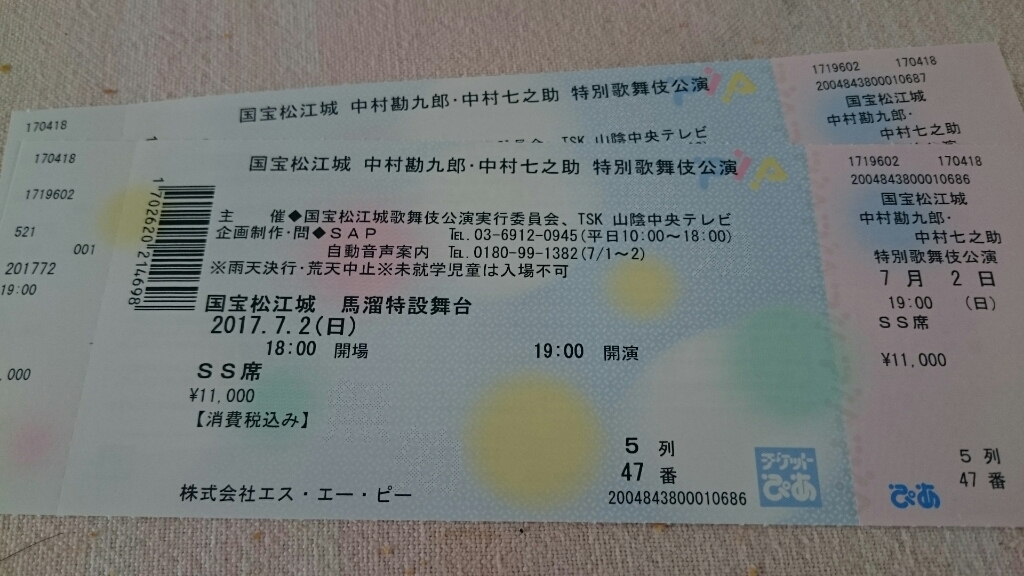 170418
国宝松江城 中村勘九郎・中村七之助 特別歌舞伎公演
TSK 山陰中央テレビ
1719602 170418
2004843800010687
国宝松江城
中村勘九郎・
中村七之助
170418
1719602
521
001
201772
19:00
,000
1702620214698
国宝松江城 中村勘九郎・中村七之助 特別歌舞伎公演
主 催◆国宝松江城歌舞伎公演実行委員会、TSK 山陰中央テレビ
企画制作・問◆SAP TEL.03-6912-0945(平日10:00~18:00)
自動音声案内 TEL.0180-99-1382(7/1~2)
※雨天決行・荒天中止※未就学児童は入場不可
国宝松江城 馬溜特設舞台
2017.7.2(日)
18:00 開場 19:00 開演
SS席
¥11,000
【消費税込み】
5 列
47 番
株式会社エス・エー・ピー
2004843800010686
チケットぴあ
1719602 170418
2004843800010686
国宝松江城
中村勘九郎・
中村七之助
特別歌舞伎公演
7月 2日
19:00 (日)
SS席
¥11,000
5 列
47 番
ぴあ